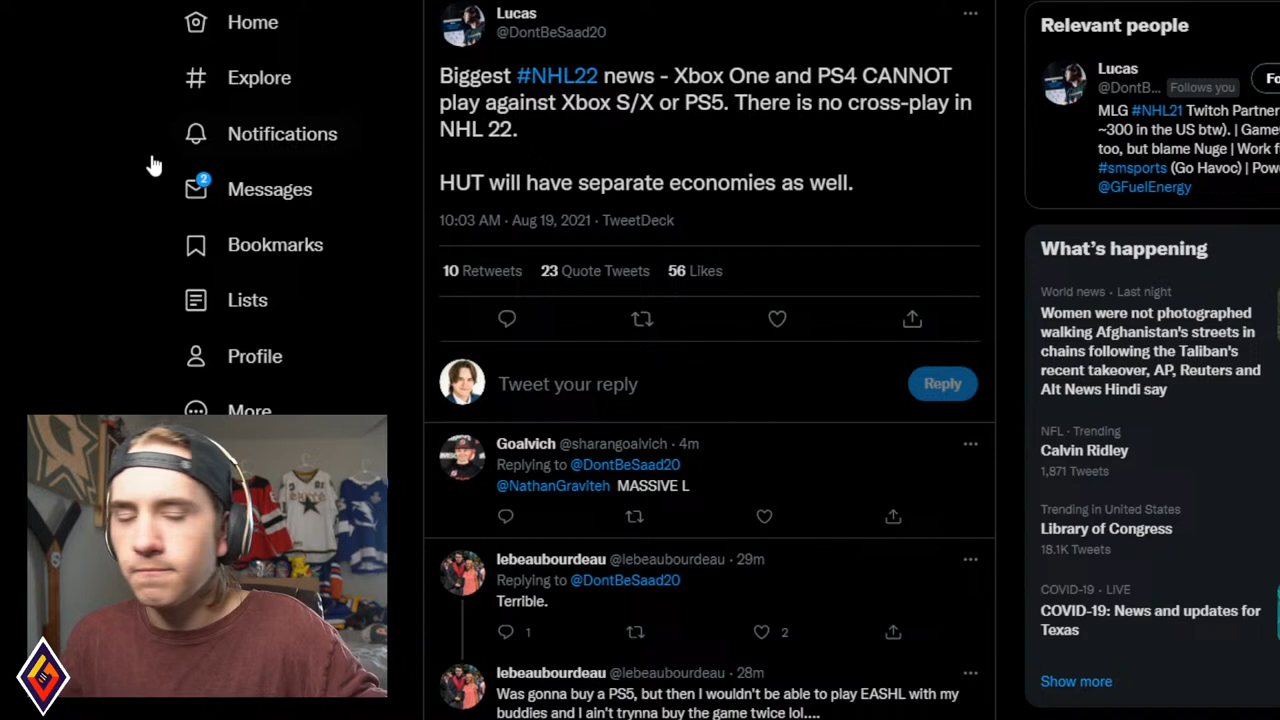 Home
Explore
Notifications
2
Messages
Bookmarks
Lists
Profile
More
Lucas
@DontBeSaad20
Biggest #NHL22 news - Xbox One and PS4 CANNOT
play against Xbox S/X or PS5. There is no cross-play in
NHL 22.
HUT will have separate economies as well.
10:03 AM · Aug 19, 2021 · TweetDeck
10 Retweets 23 Quote Tweets 56 Likes
Tweet your reply
Reply
Goalvich @sharangoalvich · 4m
Replying to @DontBeSaad20
@NathanGraviteh MASSIVE L
lebeaubourdeau @lebeaubourdeau · 29m
Replying to @DontBeSaad20
Terrible.
1 2
lebeaubourdeau @lebeaubourdeau · 28m
Was gonna buy a PS5, but then I wouldn't be able to play EASHL with my
buddies and I ain't trynna buy the game twice lol....
Relevant people
Lucas
@DontB... Follows you
Fo
MLG #NHL21 Twitch Partner
~300 in the US btw). | Game
too, but blame Nuge | Work f
#smsports (Go Havoc) | Pow
@GFuelEnergy
What's happening
World news · Last night
Women were not photographed
walking Afghanistan's streets in
chains following the Taliban's
recent takeover, AP, Reuters and
Alt News Hindi say
NFL · Trending
Calvin Ridley
1,871 Tweets
Trending in United States
Library of Congress
18.1K Tweets
COVID-19 · LIVE
COVID-19: News and updates for
Texas
Show more